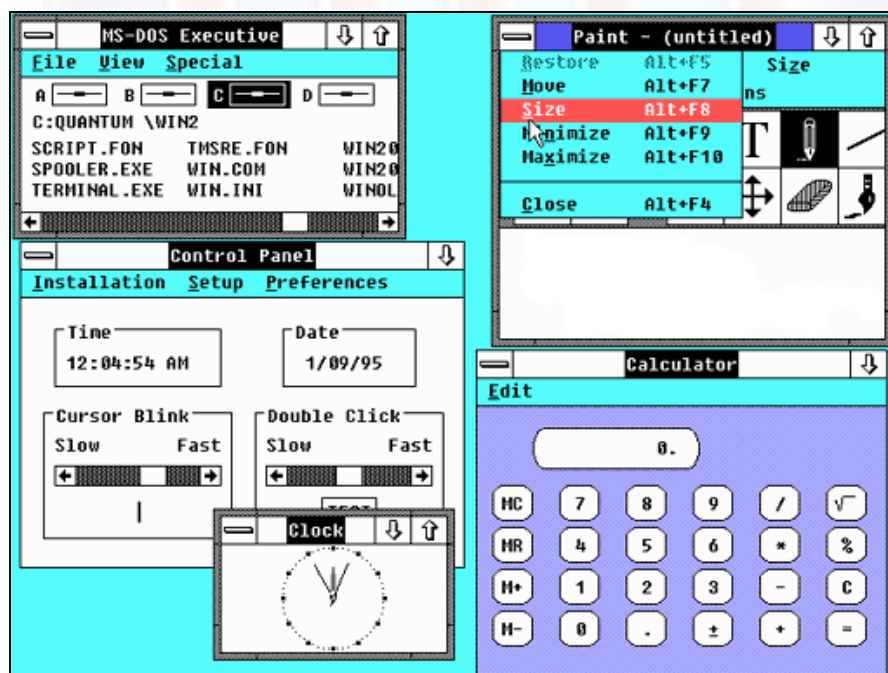 MS-DOS Executive
File View Special
A B C D
C:QUANTUM \WIN2
SCRIPT.FON TMSRE.FON WIN20
SPOOLER.EXE WIN.COM WIN20
TERMINAL.EXE WIN.INI WINOL
Paint - (untitled)
Restore Alt+F5
Move Alt+F7
Size Alt+F8
Minimize Alt+F9
Maximize Alt+F10
Close Alt+F4
Size
ns
T
Control Panel
Installation Setup Preferences
Time
12:04:54 AM
Date
1/09/95
Cursor Blink
Slow Fast
Double Click
Slow Fast
Clock
Calculator
Edit
0.
MC 7 8 9 / √
MR 4 5 6 * %
M+ 1 2 3 - C
M- 0 . ± + =